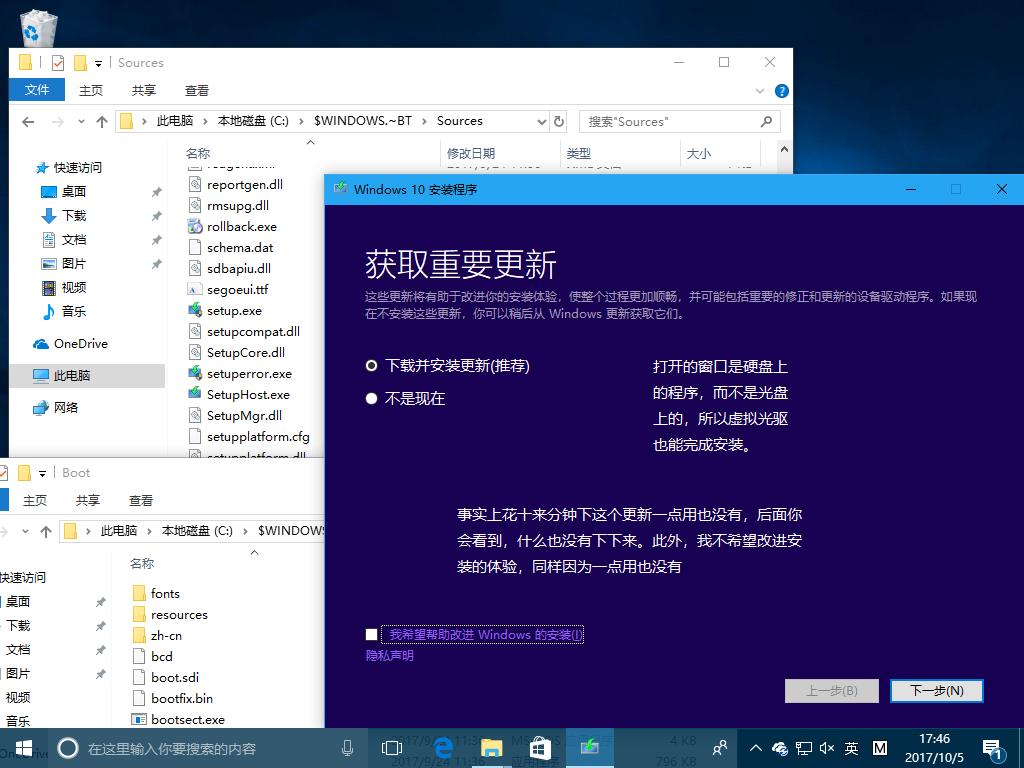 Sources
文件 主页 共享 查看
此电脑 本地磁盘 (C:) $WINDOWS.~BT Sources
搜索"Sources"
名称 修改日期 类型 大小
快速访问
桌面
下载
文档
图片
视频
音乐
OneDrive
此电脑
网络
reportgen.dll
rmsupg.dll
rollback.exe
schema.dat
sdbapiu.dll
segoeui.ttf
setup.exe
setupcompat.dll
SetupCore.dll
setuperror.exe
SetupHost.exe
SetupMgr.dll
setupplatform.cfg
setupplatform.dll
Windows 10 安装程序
获取重要更新
这些更新将有助于改进你的安装体验，使整个过程更加顺畅，并可能包括重要的修正和更新的设备驱动程序。如果现
在不安装这些更新，你可以稍后从 Windows 更新获取它们。
下载并安装更新(推荐)
不是现在
打开的窗口是硬盘上
的程序，而不是光盘
上的，所以虚拟光驱
也能完成安装。
事实上花十来分钟下这个更新一点用也没有，后面你
会看到，什么也没有下下来。此外，我不希望改进安
装的体验，同样因为一点用也没有
我希望帮助改进 Windows 的安装(I)
隐私声明
上一步(B) 下一步(N)
Boot
主页 共享 查看
此电脑 本地磁盘 (C:) $WINDOWS
名称
快速访问
桌面
下载
文档
图片
视频
音乐
fonts
resources
zh-cn
bcd
boot.sdi
bootfix.bin
bootsect.exe
在这里输入你要搜索的内容
4 KB
796 KB
英 M
17:46
2017/10/5
1